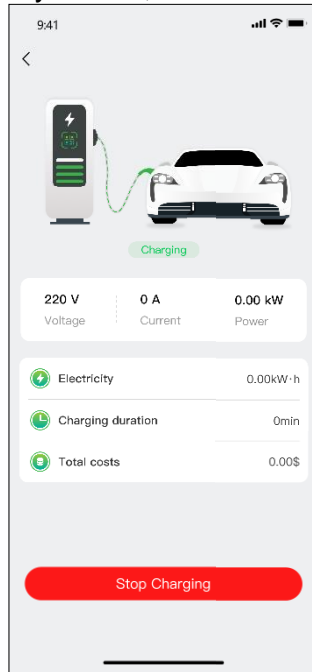 9:41
Charging
220 V 0 A 0.00 kW
Voltage Current Power
Electricity 0.00kW·h
Charging duration 0min
Total costs 0.00$
Stop Charging